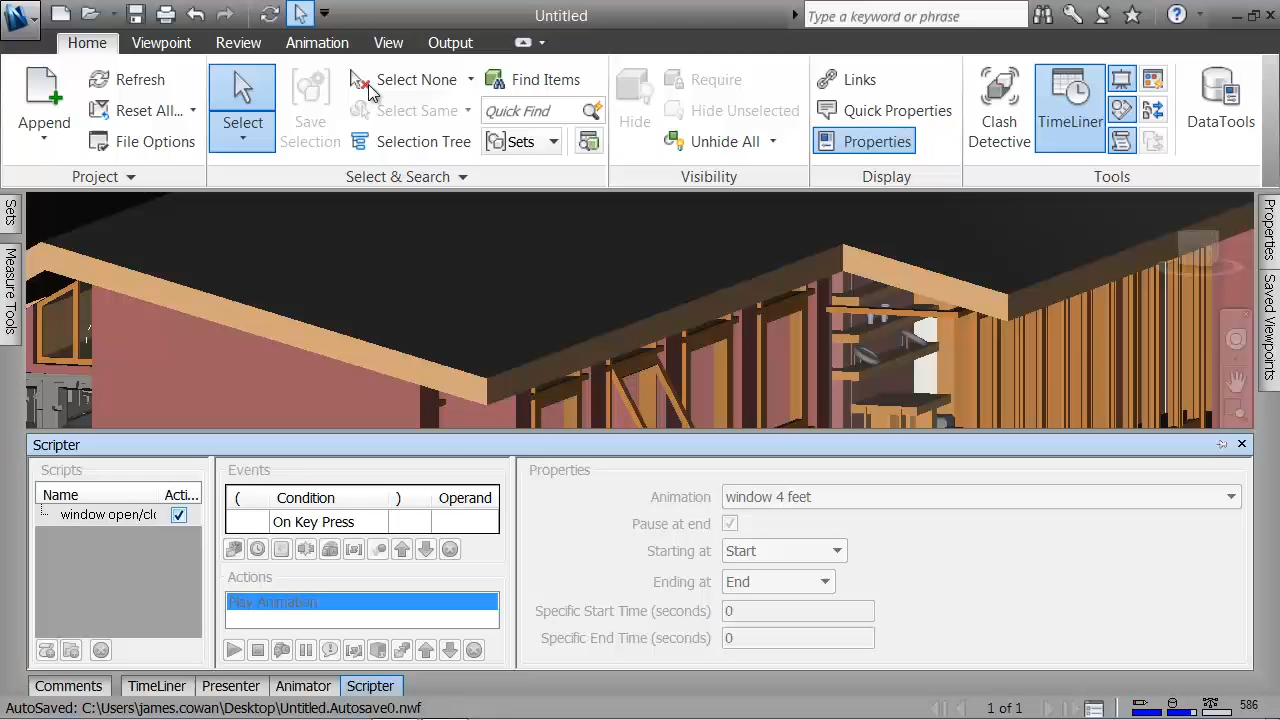 Untitled
Type a keyword or phrase
Home Viewpoint Review Animation View Output
Append
Refresh
Reset All...
File Options
Project
Select
Save Selection
Select None
Select Same
Selection Tree
Find Items
Quick Find
Sets
Select & Search
Hide
Require
Hide Unselected
Unhide All
Visibility
Links
Quick Properties
Properties
Display
Clash Detective
TimeLiner
DataTools
Tools
Sets
Measure Tools
Properties
Saved Viewpoints
Scripter
Scripts
Name Acti...
window open/clo
Events
( Condition ) Operand
On Key Press
Actions
Play Animation
Properties
Animation window 4 feet
Pause at end
Starting at Start
Ending at End
Specific Start Time (seconds) 0
Specific End Time (seconds) 0
Comments TimeLiner Presenter Animator Scripter
AutoSaved: C:\Users\james.cowan\Desktop\Untitled.Autosave0.nwf
1 of 1
586